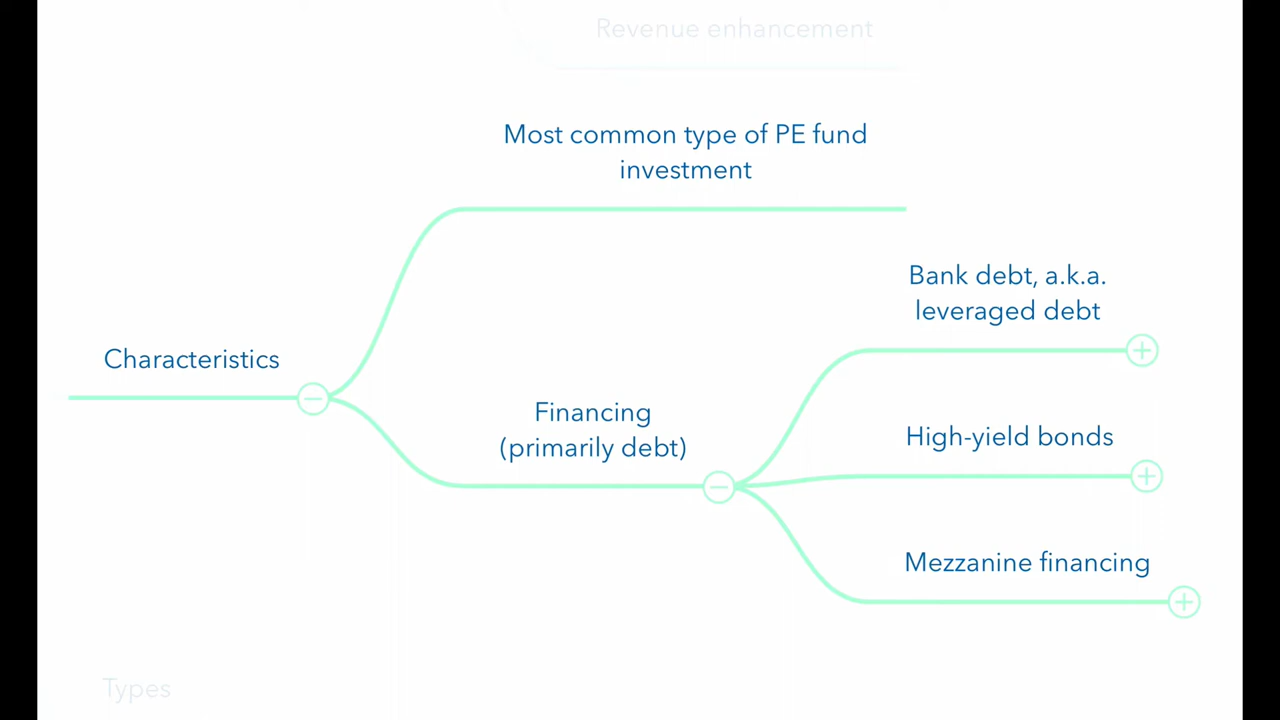 Revenue enhancement
Most common type of PE fund
investment
Bank debt, a.k.a.
leveraged debt
Characteristics
Financing
(primarily debt)
High-yield bonds
Mezzanine financing
Types